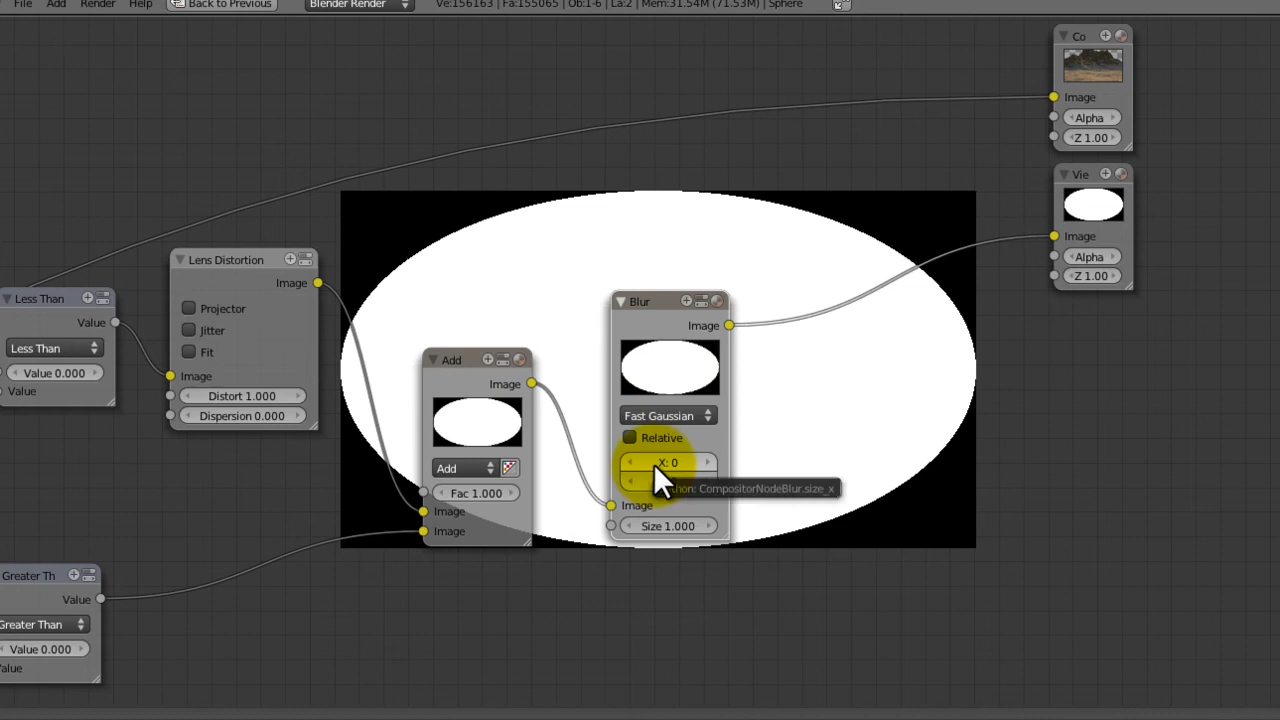 File Add Render Help Back to Previous Blender Render Ve:156163 | Fa:155065 | Ob:1-6 | La:2 | Mem:31.54M (71.53M) | Sphere
Co
Image
Alpha
Z 1.00
Vie
Image
Alpha
Z 1.00
Lens Distortion
Image
Projector
Jitter
Fit
Image
Distort 1.000
Dispersion 0.000
Less Than
Value
Less Than
Value 0.000
Value
Add
Image
Add
Fac 1.000
Image
Image
Blur
Image
Fast Gaussian
Relative
X: 0
hon: CompositorNodeBlur.size_x
Image
Size 1.000
Greater Th
Value
Greater Than
Value 0.000
alue